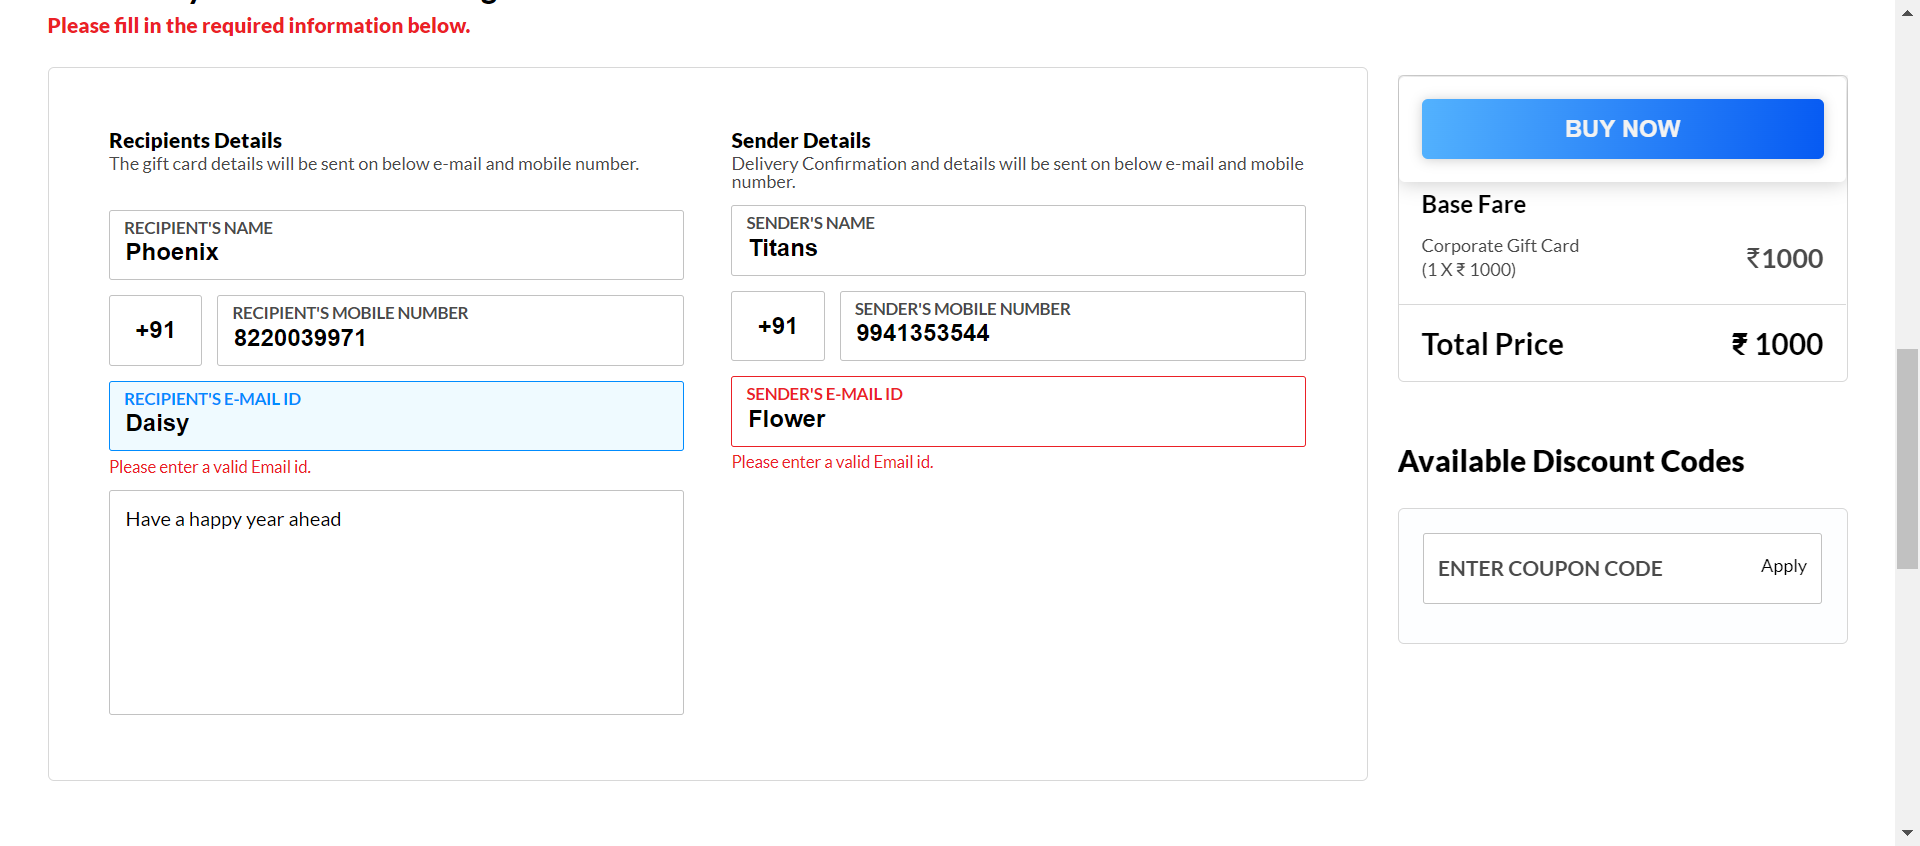 Please fill in the required information below.
Recipients Details
The gift card details will be sent on below e-mail and mobile number.
RECIPIENT'S NAME
Phoenix
+91
RECIPIENT'S MOBILE NUMBER
8220039971
RECIPIENT'S E-MAIL ID
Daisy
Please enter a valid Email id.
Have a happy year ahead
Sender Details
Delivery Confirmation and details will be sent on below e-mail and mobile
number.
SENDER'S NAME
Titans
+91
SENDER'S MOBILE NUMBER
9941353544
SENDER'S E-MAIL ID
Flower
Please enter a valid Email id.
BUY NOW
Base Fare
Corporate Gift Card
(1 X ₹ 1000)
₹1000
Total Price
₹ 1000
Available Discount Codes
ENTER COUPON CODE
Apply